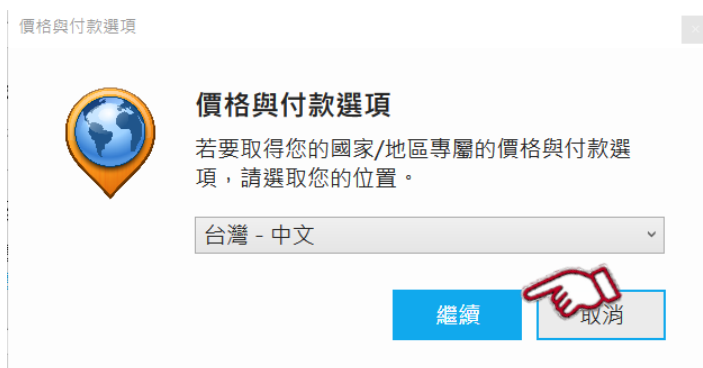 價格與付款選項
價格與付款選項
若要取得您的國家/地區專屬的價格與付款選
項，請選取您的位置。
台灣 - 中文
繼續
取消